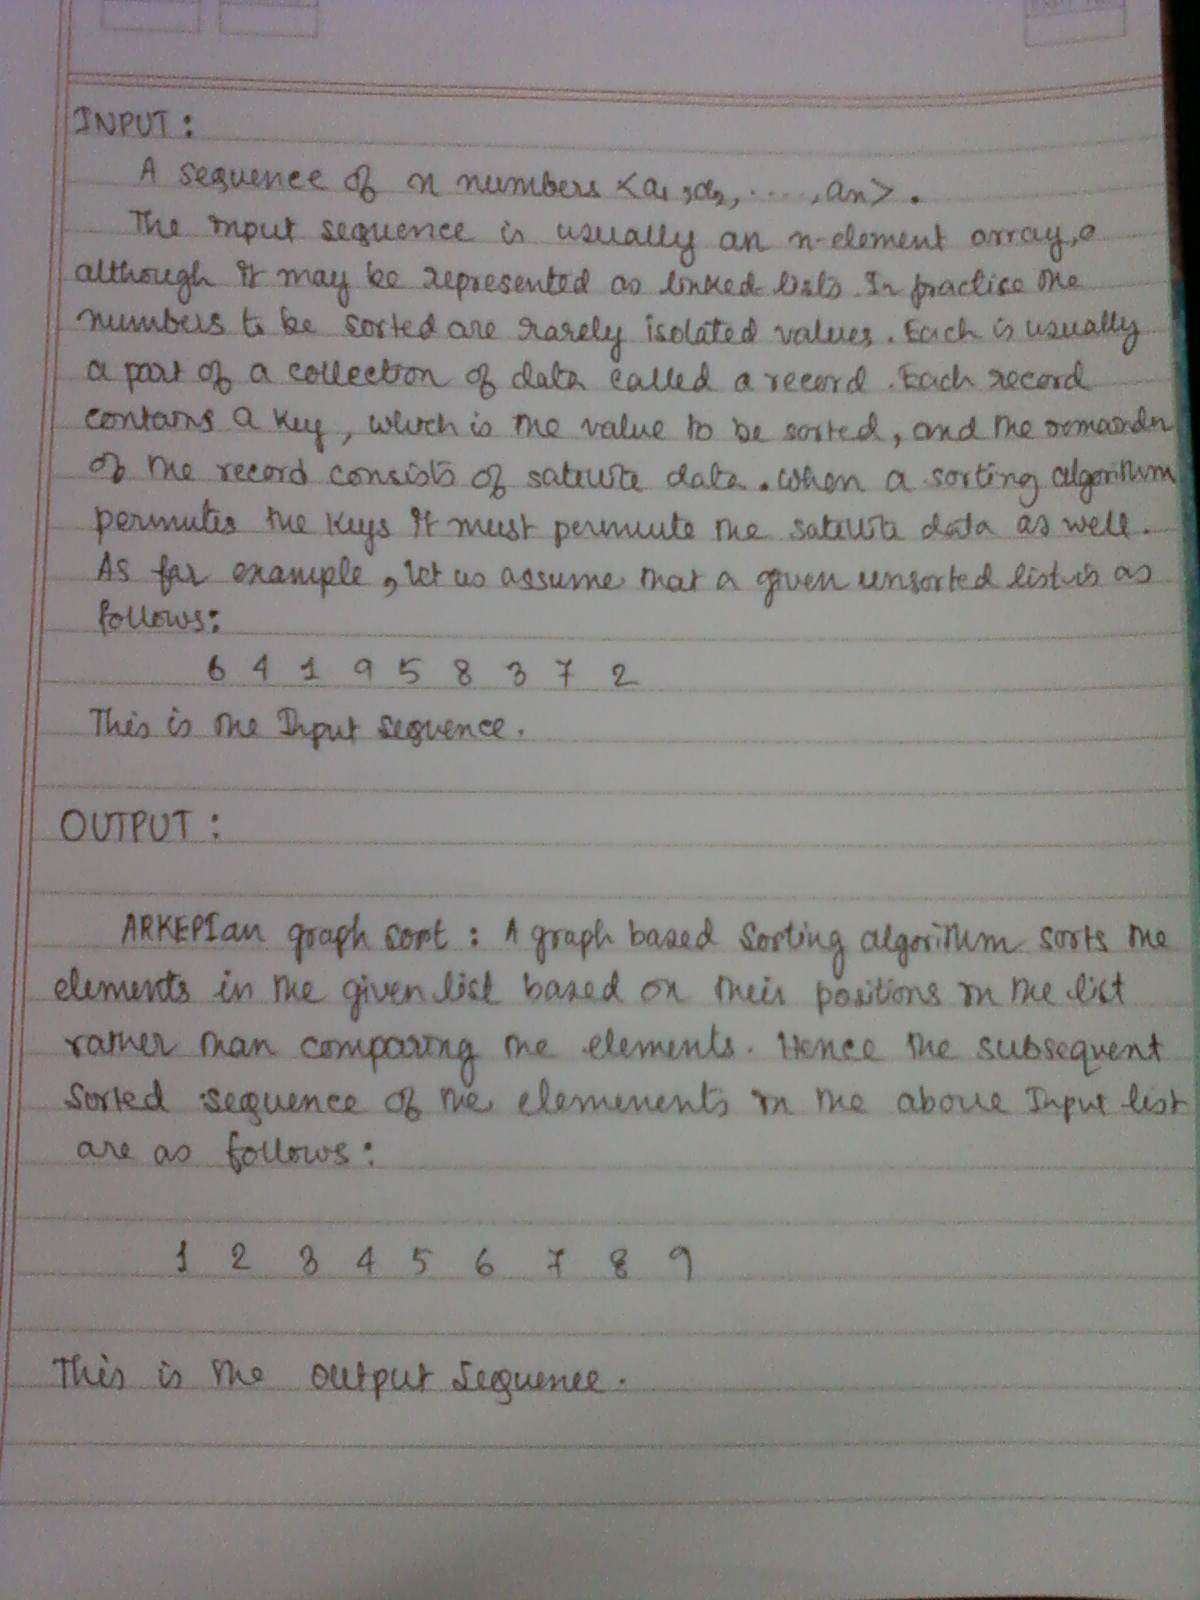 INPUT :
A sequence of n numbers <a1, a2, ....., an>.
The Input sequence is usually an n-element array,
although it may be represented as linked lists. In practise the
numbers to be sorted are rarely isolated values. Each is usually
a part of a collection of data called a record. Each record
contains a key, which is the value to be sorted, and the remainder
of the record consists of satellite data. When a sorting algorithm
permutes the keys it must permute the satellite data as well.
As for example, let us assume that a given unsorted list is as
follows:
6 4 1 9 5 8 3 7 2
This is the Input sequence.
OUTPUT :
ARKEPIan graph sort : A graph based sorting algorithm sorts the
elements in the given list based on their positions in the list
rather than comparing the elements. Hence the subsequent
sorted sequence of the elemenents in the above Input list
are as follows:
1 2 3 4 5 6 7 8 9
This is the output sequence.